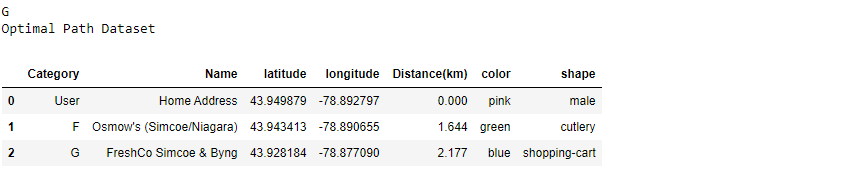 G
Optimal Path Dataset
Category Name latitude longitude Distance(km) color shape
0 User Home Address 43.949879 -78.892797 0.000 pink male
1 F Osmow's (Simcoe/Niagara) 43.943413 -78.890655 1.644 green cutlery
2 G FreshCo Simcoe & Byng 43.928184 -78.877090 2.177 blue shopping-cart